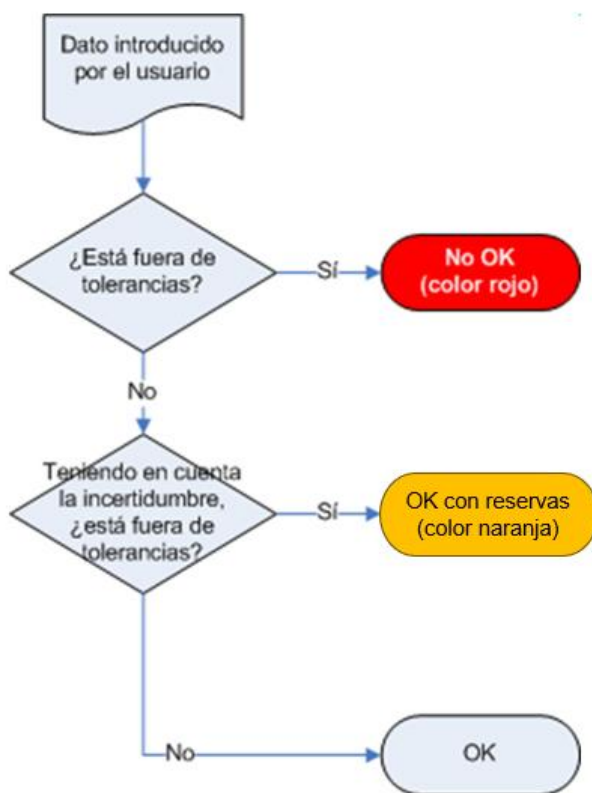 Dato introducido
por el usuario
¿Está fuera de
tolerancias?
Sí
No OK
(color rojo)
No
Teniendo en cuenta
la incertidumbre,
¿está fuera de
tolerancias?
Sí
OK con reservas
(color naranja)
No
OK